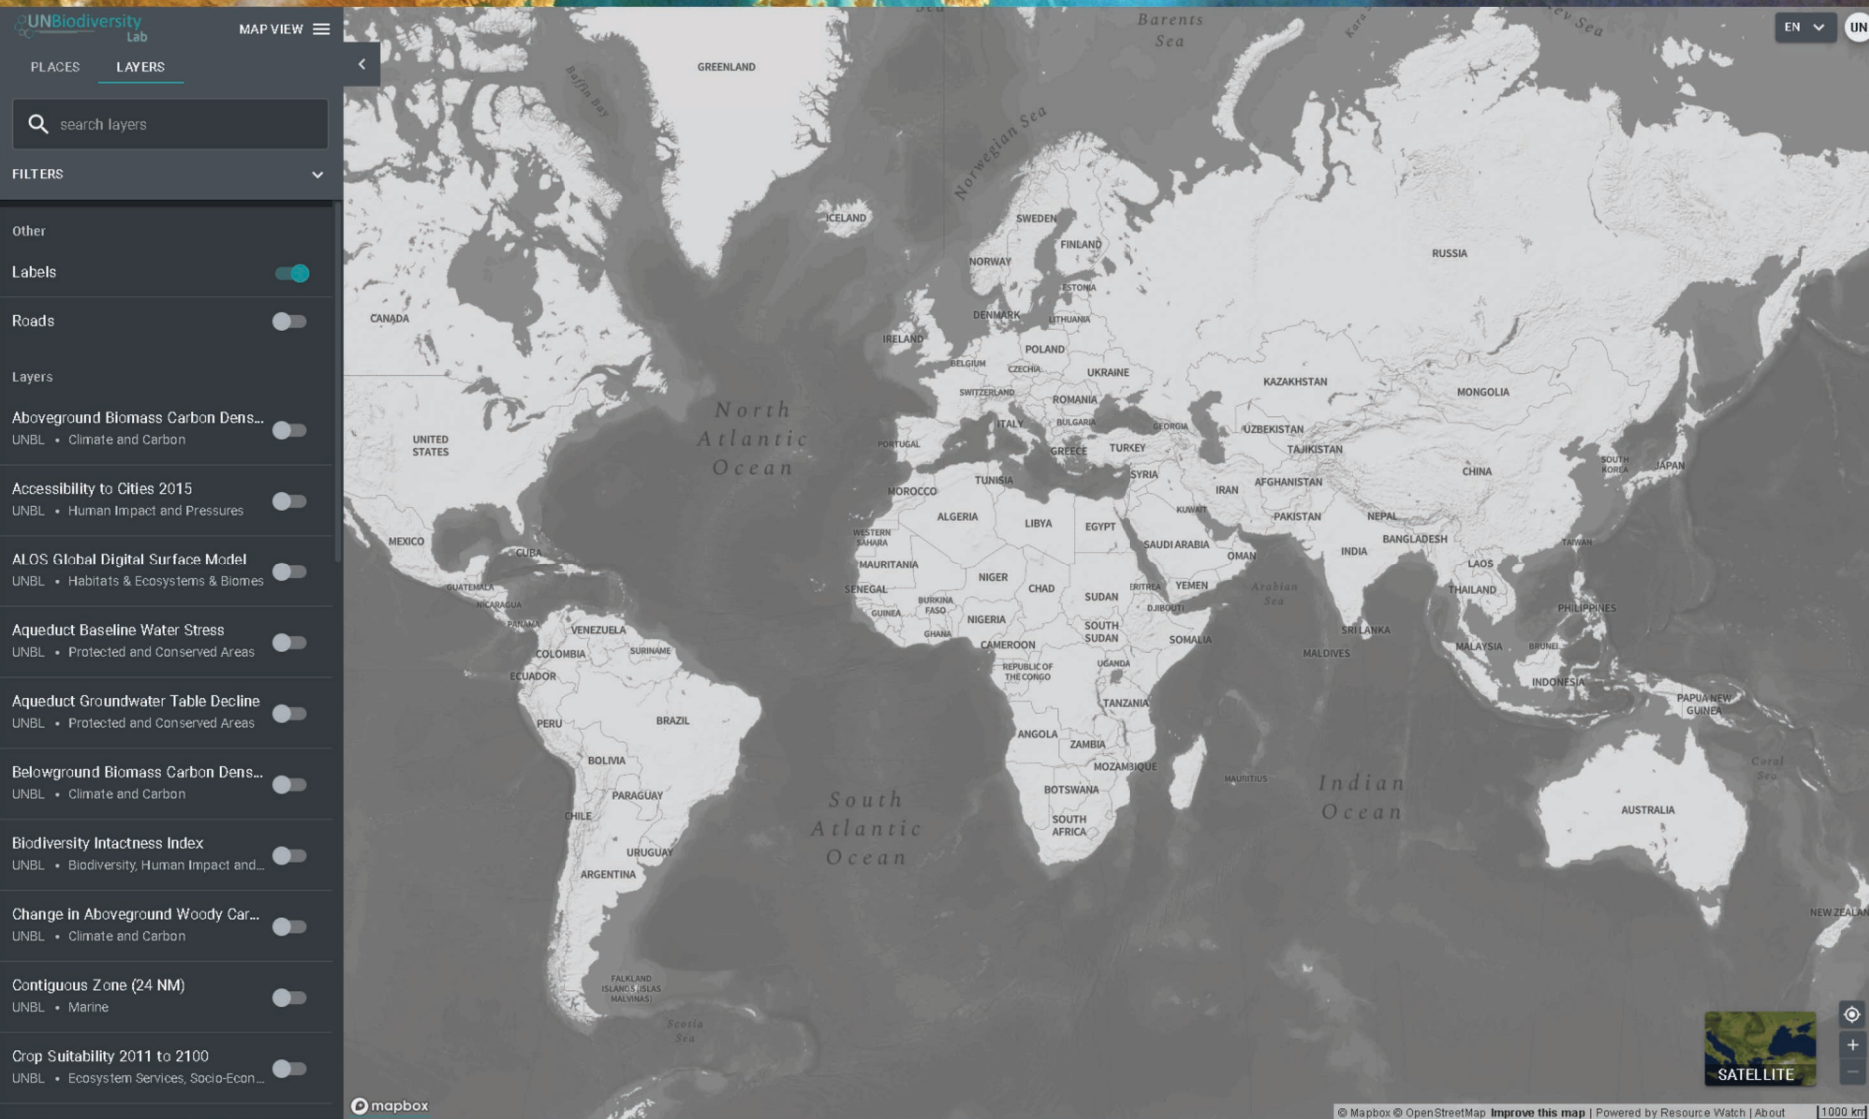 UNBiodiversity
Lab
MAP VIEW
PLACES
LAYERS
search layers
FILTERS
Other
Labels
Roads
Layers
Aboveground Biomass Carbon Dens...
UNBL • Climate and Carbon
Accessibility to Cities 2015
UNBL • Human Impact and Pressures
ALOS Global Digital Surface Model
UNBL • Habitats & Ecosystems & Biomes
Aqueduct Baseline Water Stress
UNBL • Protected and Conserved Areas
Aqueduct Groundwater Table Decline
UNBL • Protected and Conserved Areas
Belowground Biomass Carbon Dens...
UNBL • Climate and Carbon
Biodiversity Intactness Index
UNBL • Biodiversity, Human Impact and...
Change in Aboveground Woody Car...
UNBL • Climate and Carbon
Contiguous Zone (24 NM)
UNBL • Marine
Crop Suitability 2011 to 2100
UNBL • Ecosystem Services, Socio-Econ...
EN
UN
Barents
Sea
GREENLAND
Baffin Bay
Norwegian Sea
ICELAND
SWEDEN
FINLAND
NORWAY
RUSSIA
ESTONIA
DENMARK
LITHUANIA
CANADA
IRELAND
POLAND
BELGIUM
CZECHIA
UKRAINE
SWITZERLAND
KAZAKHSTAN
MONGOLIA
ROMANIA
North
Atlantic
Ocean
ITALY
BULGARIA
GEORGIA
UZBEKISTAN
UNITED
STATES
PORTUGAL
GREECE
TURKEY
TAJIKISTAN
SOUTH
KOREA
JAPAN
CHINA
SYRIA
TUNISIA
AFGHANISTAN
IRAN
MOROCCO
KUWAIT
PAKISTAN
NEPAL
ALGERIA
LIBYA
EGYPT
WESTERN
SAHARA
MEXICO
BANGLADESH
TAIWAN
SAUDI ARABIA
OMAN
INDIA
CUBA
MAURITANIA
LAOS
NIGER
CHAD
ERITREA
YEMEN
Arabian
Sea
THAILAND
GUATEMALA
SENEGAL
SUDAN
NICARAGUA
BURKINA
FASO
GUINEA
DJIBOUTI
PHILIPPINES
PANAMA
VENEZUELA
GHANA
NIGERIA
SOUTH
SUDAN
SOMALIA
SRI LANKA
CAMEROON
MALDIVES
MALAYSIA
BRUNEI
COLOMBIA
SURINAME
REPUBLIC OF
THE CONGO
UGANDA
ECUADOR
INDONESIA
TANZANIA
PAPUA NEW
GUINEA
PERU
BRAZIL
ANGOLA
ZAMBIA
BOLIVIA
MOZAMBIQUE
MAURITIUS
Coral
Sea
Indian
Ocean
PARAGUAY
BOTSWANA
South
Atlantic
Ocean
CHILE
SOUTH
AFRICA
AUSTRALIA
URUGUAY
ARGENTINA
NEW ZEALAN
FALKLAND
ISLANDS (ISLAS
MALVINAS)
Scotia
Sea
SATELLITE
mapbox
© Mapbox © OpenStreetMap Improve this map | Powered by Resource Watch | About
1000 km